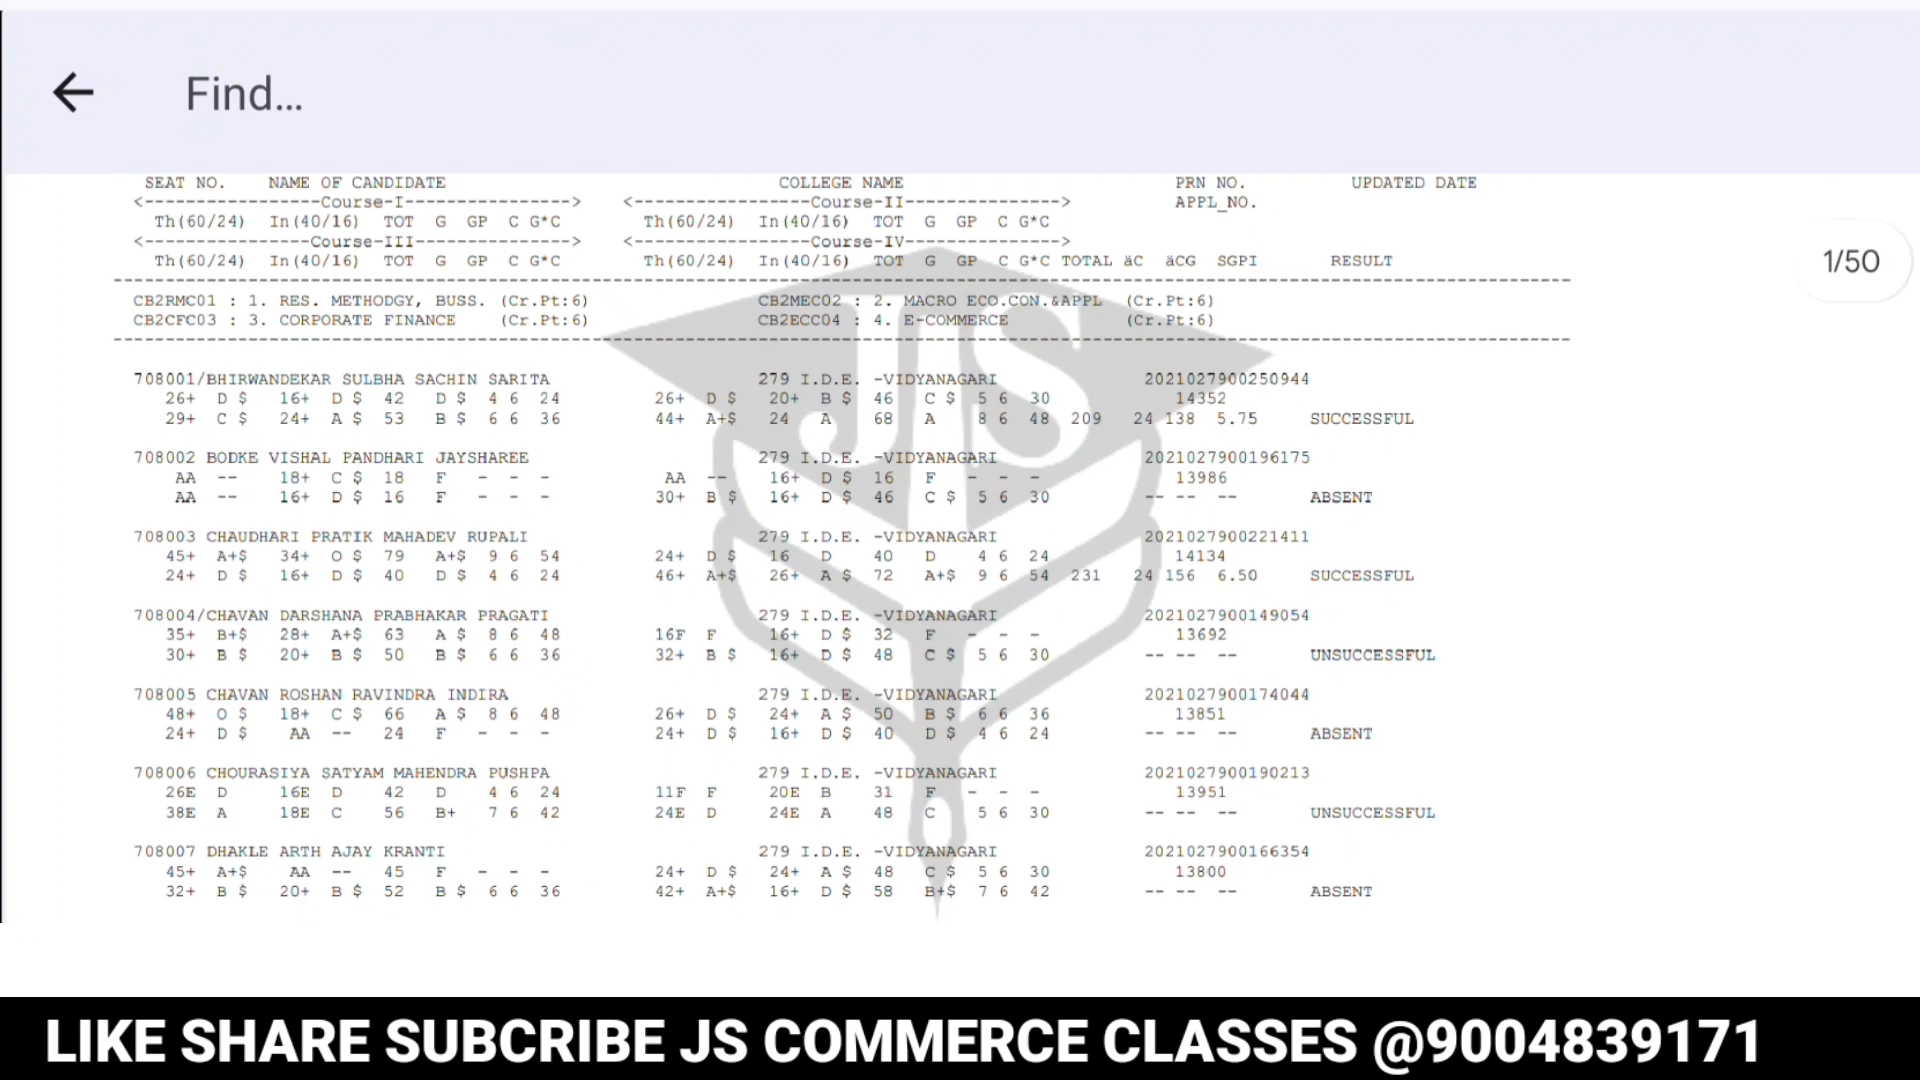 Find...
1/50
SEAT NO. NAME OF CANDIDATE COLLEGE NAME PRN NO. UPDATED DATE
<-----------------Course-I----------------> <------------------Course-II---------------> APPL_NO.
Th(60/24) In(40/16) TOT G GP C G*C Th(60/24) In(40/16) TOT G GP C G*C
<----------------Course-III---------------> <------------------Course-IV--------------->
Th(60/24) In(40/16) TOT G GP C G*C Th(60/24) In(40/16) TOT G GP C G*C TOTAL äC äCG SGPI RESULT
CB2RMC01 : 1. RES. METHODGY, BUSS. (Cr.Pt:6) CB2MEC02 : 2. MACRO ECO.CON.&APPL (Cr.Pt:6)
CB2CFC03 : 3. CORPORATE FINANCE (Cr.Pt:6) CB2ECC04 : 4. E-COMMERCE (Cr.Pt:6)
708001/BHIRWANDEKAR SULBHA SACHIN SARITA 279 I.D.E. -VIDYANAGARI 2021027900250944
26+ D $ 16+ D $ 42 D $ 4 6 24 26+ D $ 20+ B $ 46 C $ 5 6 30 14352
29+ C $ 24+ A $ 53 B $ 6 6 36 44+ A+$ 24 A 68 A 8 6 48 209 24 138 5.75 SUCCESSFUL
708002 BODKE VISHAL PANDHARI JAYSHAREE 279 I.D.E. -VIDYANAGARI 2021027900196175
AA -- 18+ C $ 18 F - - - AA -- 16+ D $ 16 F - - - 13986
AA -- 16+ D $ 16 F - - - 30+ B $ 16+ D $ 46 C $ 5 6 30 -- -- -- ABSENT
708003 CHAUDHARI PRATIK MAHADEV RUPALI 279 I.D.E. -VIDYANAGARI 2021027900221411
45+ A+$ 34+ O $ 79 A+$ 9 6 54 24+ D $ 16 D 40 D 4 6 24 14134
24+ D $ 16+ D $ 40 D $ 4 6 24 46+ A+$ 26+ A $ 72 A+$ 9 6 54 231 24 156 6.50 SUCCESSFUL
708004/CHAVAN DARSHANA PRABHAKAR PRAGATI 279 I.D.E. -VIDYANAGARI 2021027900149054
35+ B+$ 28+ A+$ 63 A $ 8 6 48 16F F 16+ D $ 32 F - - - 13692
30+ B $ 20+ B $ 50 B $ 6 6 36 32+ B $ 16+ D $ 48 C $ 5 6 30 -- -- -- UNSUCCESSFUL
708005 CHAVAN ROSHAN RAVINDRA INDIRA 279 I.D.E. -VIDYANAGARI 2021027900174044
48+ O $ 18+ C $ 66 A $ 8 6 48 26+ D $ 24+ A $ 50 B $ 6 6 36 13851
24+ D $ AA -- 24 F - - - 24+ D $ 16+ D $ 40 D $ 4 6 24 -- -- -- ABSENT
708006 CHOURASIYA SATYAM MAHENDRA PUSHPA 279 I.D.E. -VIDYANAGARI 2021027900190213
26E D 16E D 42 D 4 6 24 11F F 20E B 31 F - - - 13951
38E A 18E C 56 B+ 7 6 42 24E D 24E A 48 C 5 6 30 -- -- -- UNSUCCESSFUL
708007 DHAKLE ARTH AJAY KRANTI 279 I.D.E. -VIDYANAGARI 2021027900166354
45+ A+$ AA -- 45 F - - - 24+ D $ 24+ A $ 48 C $ 5 6 30 13800
32+ B $ 20+ B $ 52 B $ 6 6 36 42+ A+$ 16+ D $ 58 B+$ 7 6 42 -- -- -- ABSENT
JS
LIKE SHARE SUBCRIBE JS COMMERCE CLASSES @9004839171